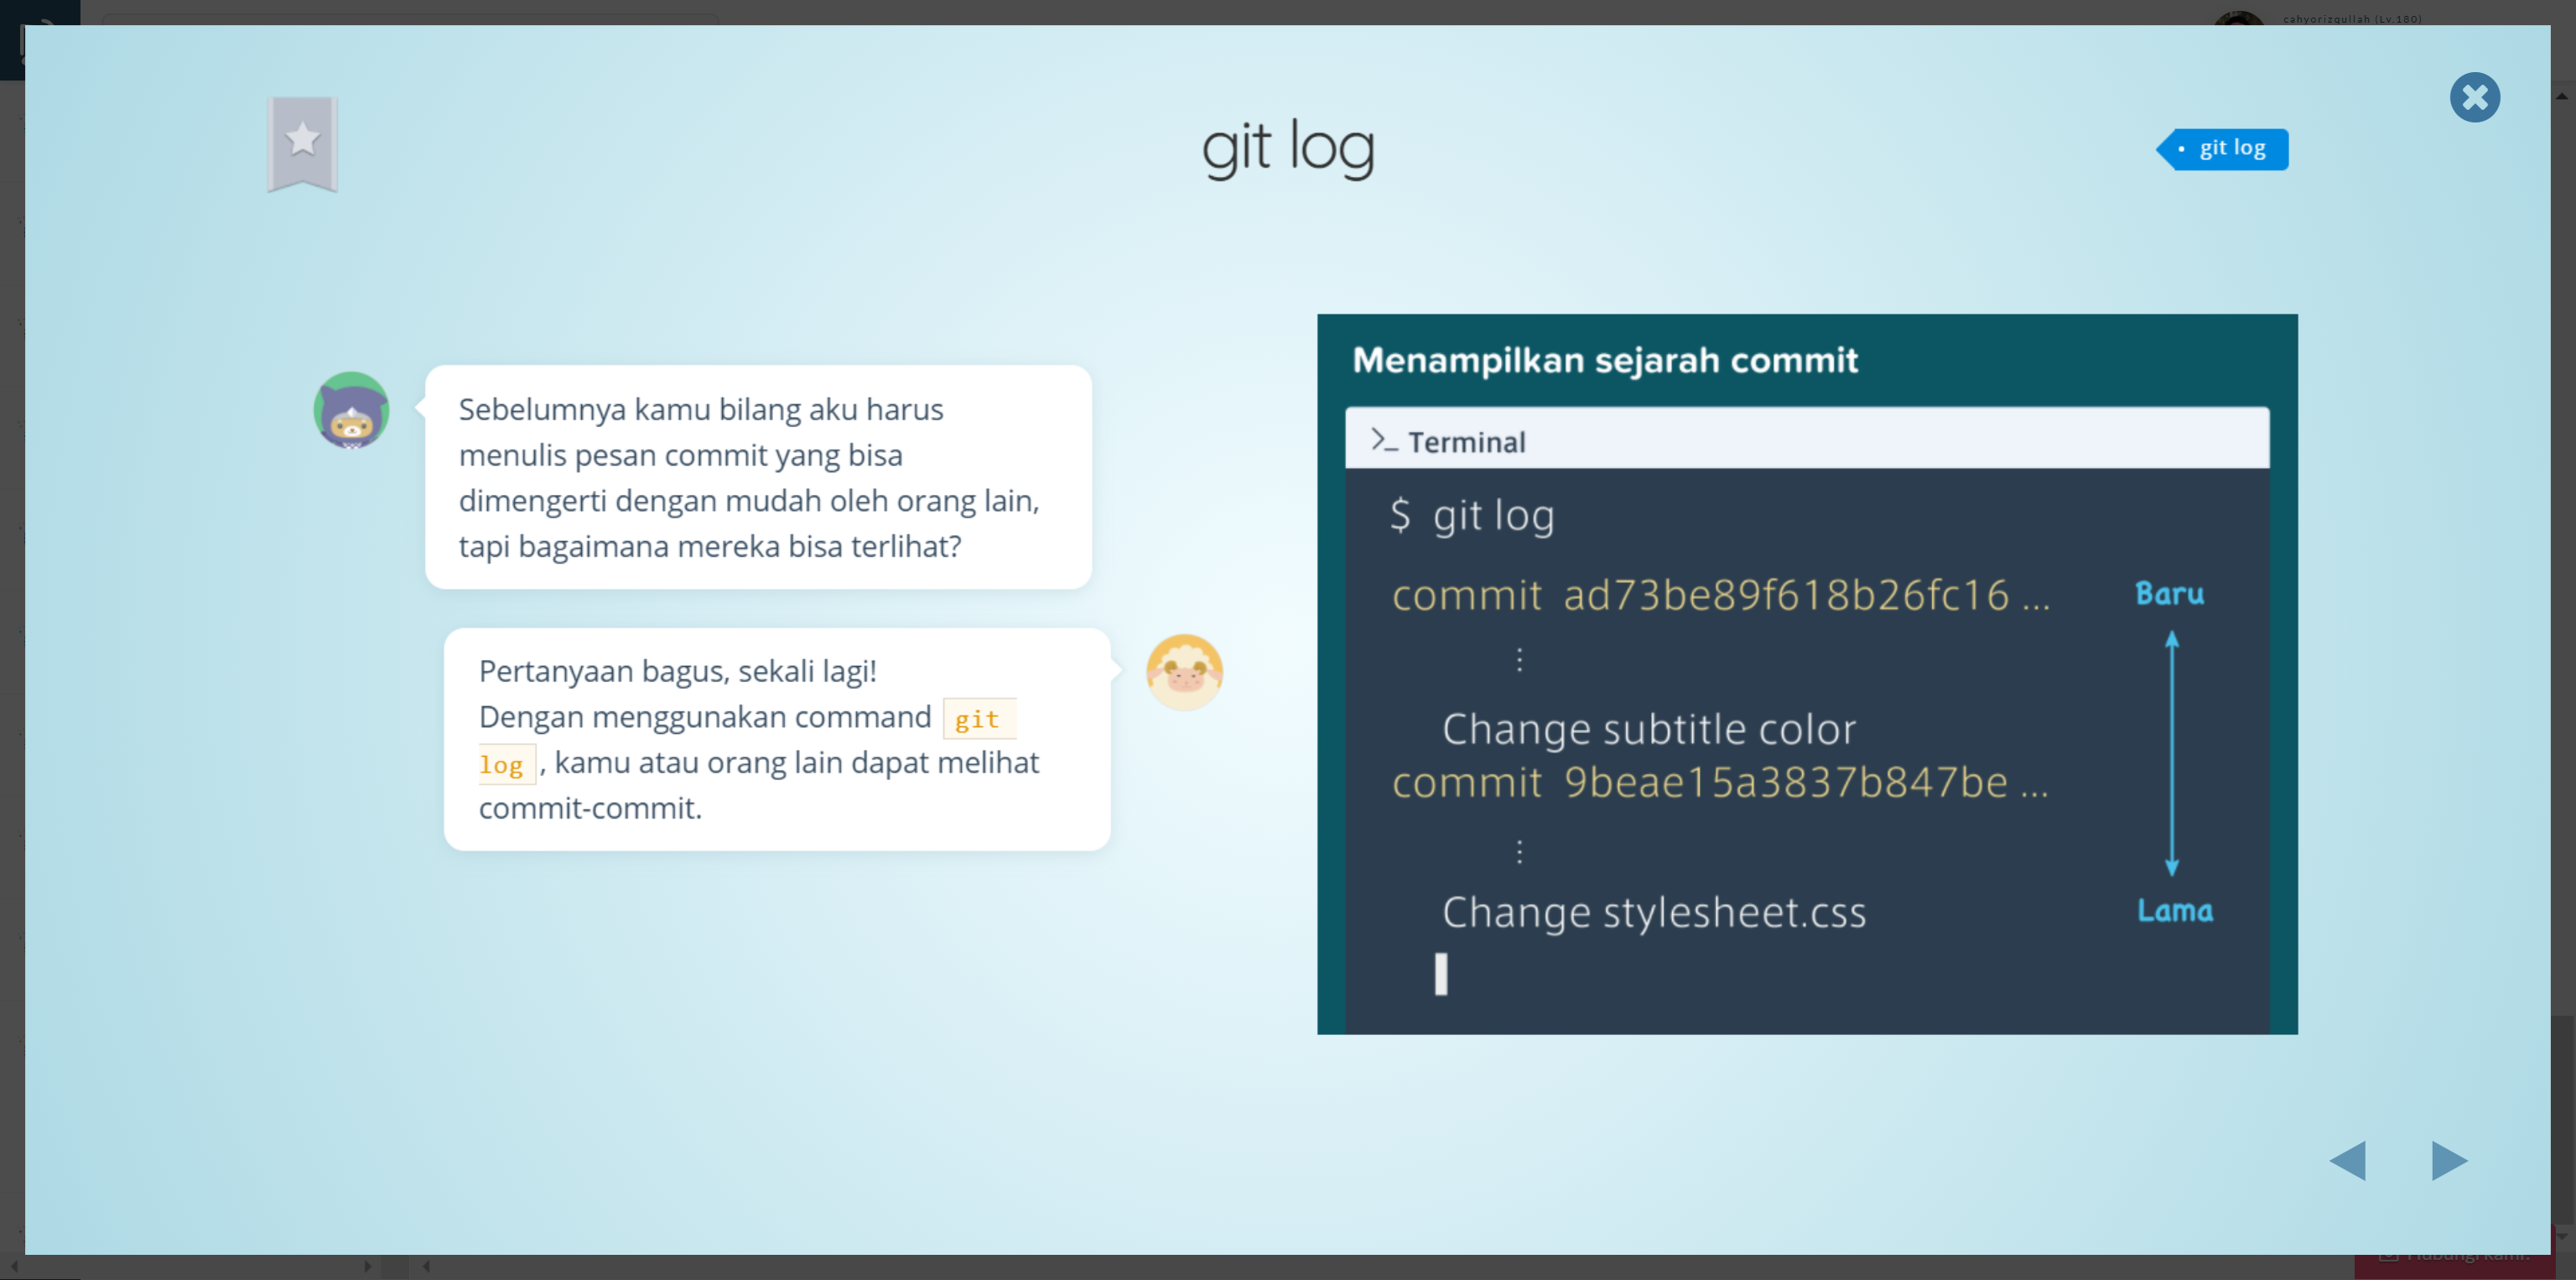 cahyorizqullah (Lv.180)
git log
• git log
Sebelumnya kamu bilang aku harus
menulis pesan commit yang bisa
dimengerti dengan mudah oleh orang lain,
tapi bagaimana mereka bisa terlihat?
Pertanyaan bagus, sekali lagi!
Dengan menggunakan command git
log , kamu atau orang lain dapat melihat
commit-commit.
Menampilkan sejarah commit
>_ Terminal
$ git log
commit ad73be89f618b26fc16 ...
Baru
⋮
Change subtitle color
commit 9beae15a3837b847be ...
⋮
Change stylesheet.css
Lama